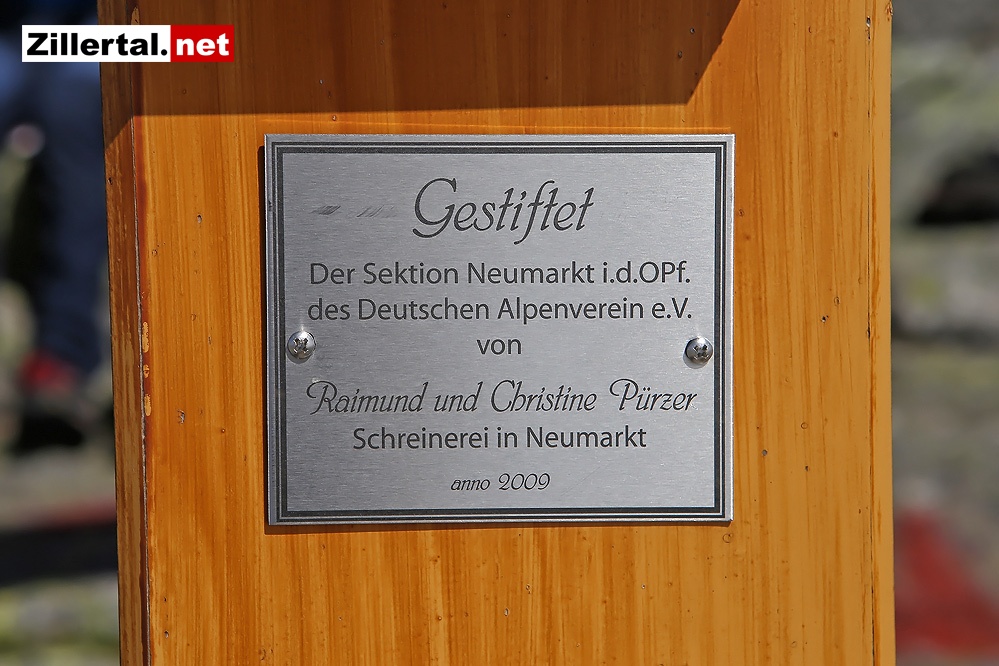 Zillertal.net
Gestiftet
Der Sektion Neumarkt i.d.OPf.
des Deutschen Alpenverein e.V.
von
Raimund und Christine Pürzer
Schreinerei in Neumarkt
anno 2009